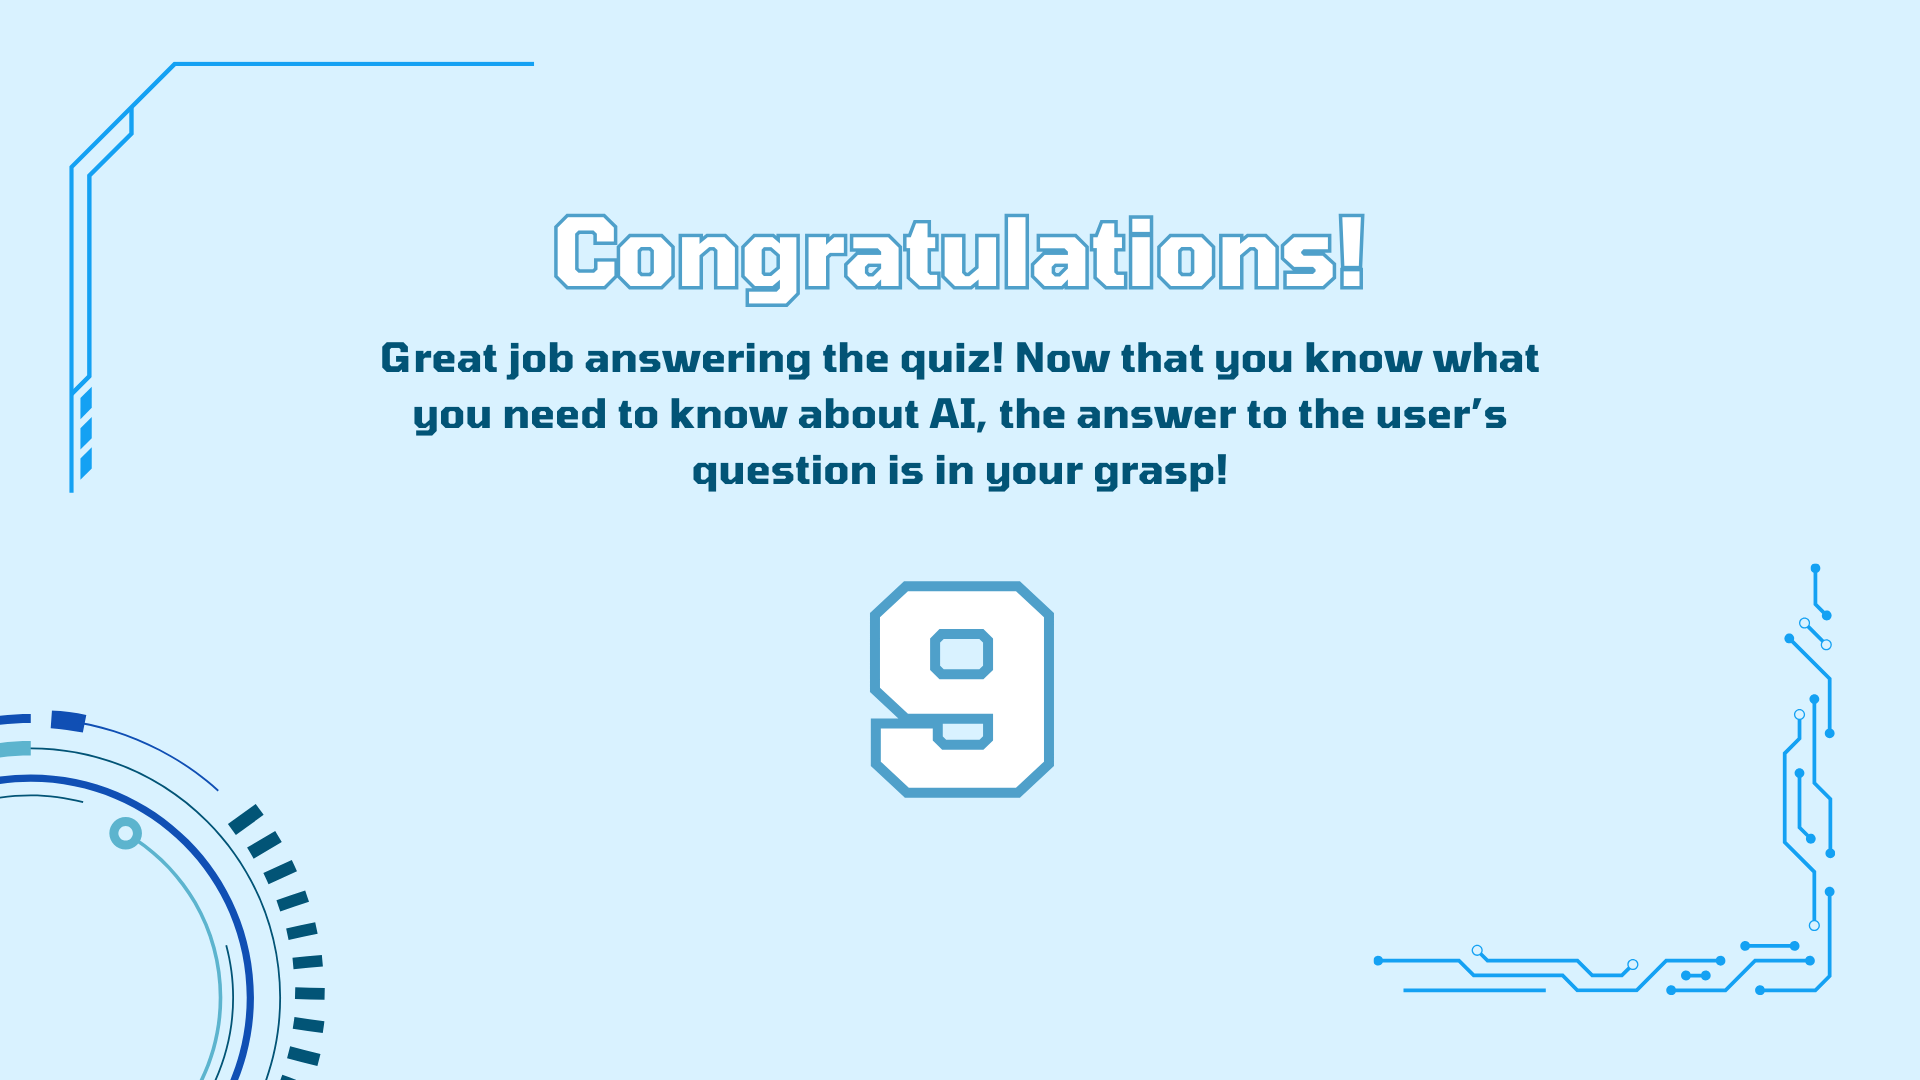 Congratulations!
Great job answering the quiz! Now that you know what
you need to know about AI, the answer to the user’s
question is in your grasp!
9